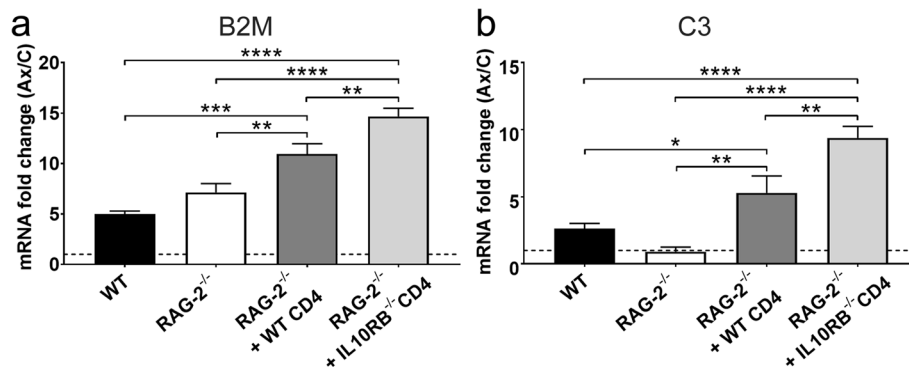 a B2M
mRNA fold change (Ax/C)
20
15
10
5
0
****
****
*** **
**
WT
RAG-2-/-
RAG-2-/-
+ WT CD4
RAG-2-/-
+ IL10RB-/-CD4
b C3
mRNA fold change (Ax/C)
15
10
5
0
****
****
**
*
**
WT
RAG-2-/-
RAG-2-/-
+ WT CD4
RAG-2-/-
+ IL10RB-/-CD4